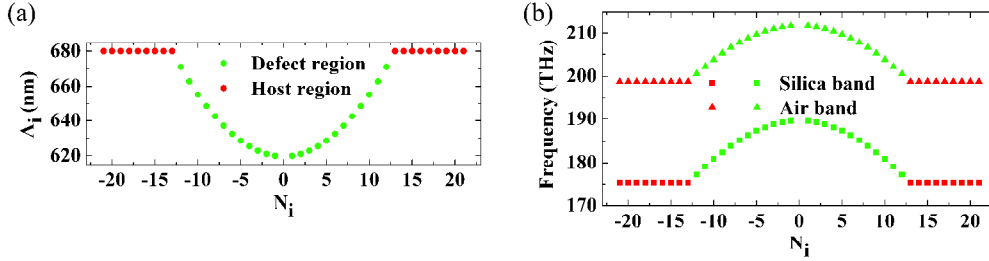 (a)
680
660
640
620
Λi (nm)
Defect region
Host region
-20 -15 -10 -5 0 5 10 15 20
Ni
(b)
210
200
190
180
170
Frequency (THz)
Silica band
Air band
-20 -15 -10 -5 0 5 10 15 20
Ni